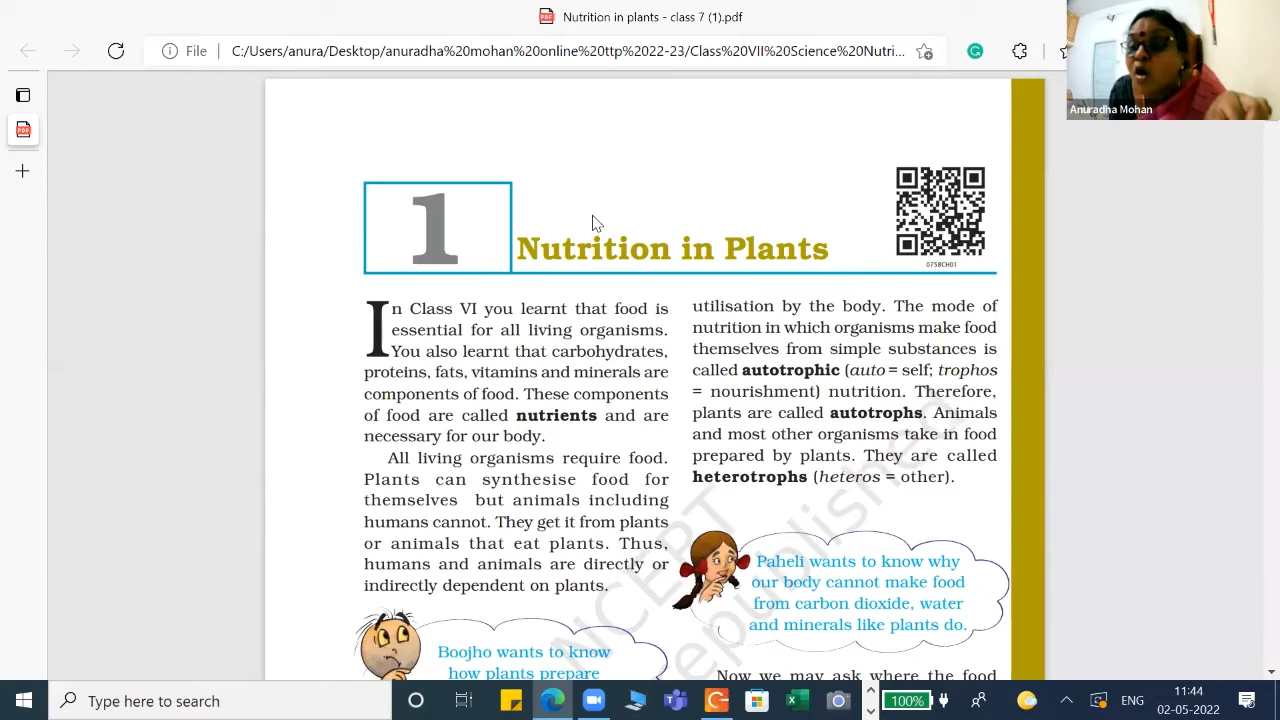 Nutrition in plants - class 7 (1).pdf
File
C:/Users/anura/Desktop/anuradha%20mohan%20online%20ttp%2022-23/Class%20VII%20Science%20Nutri...
Anuradha Mohan
1
Nutrition in Plants
0758CH01
In Class VI you learnt that food is
essential for all living organisms.
You also learnt that carbohydrates,
proteins, fats, vitamins and minerals are
components of food. These components
of food are called nutrients and are
necessary for our body.
All living organisms require food.
Plants can synthesise food for
themselves but animals including
humans cannot. They get it from plants
or animals that eat plants. Thus,
humans and animals are directly or
indirectly dependent on plants.
Boojho wants to know
how plants prepare
utilisation by the body. The mode of
nutrition in which organisms make food
themselves from simple substances is
called autotrophic (auto = self; trophos
= nourishment) nutrition. Therefore,
plants are called autotrophs. Animals
and most other organisms take in food
prepared by plants. They are called
heterotrophs (heteros = other).
Paheli wants to know why
our body cannot make food
from carbon dioxide, water
and minerals like plants do.
Now we may ask where the food
NCERT
republished
Type here to search
100%
ENG
11:44
02-05-2022